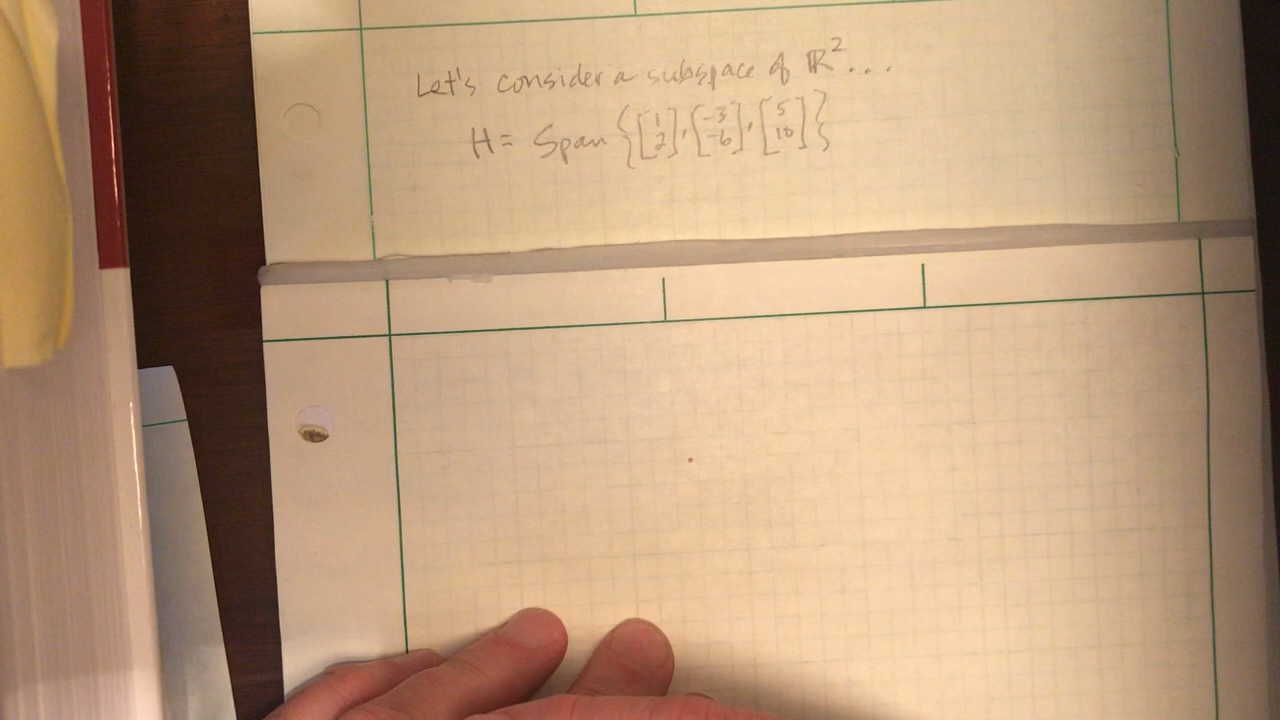 Let's consider a subspace of ℝ² ...
H = Span {[1 2], [-3 -6], [5 10]}